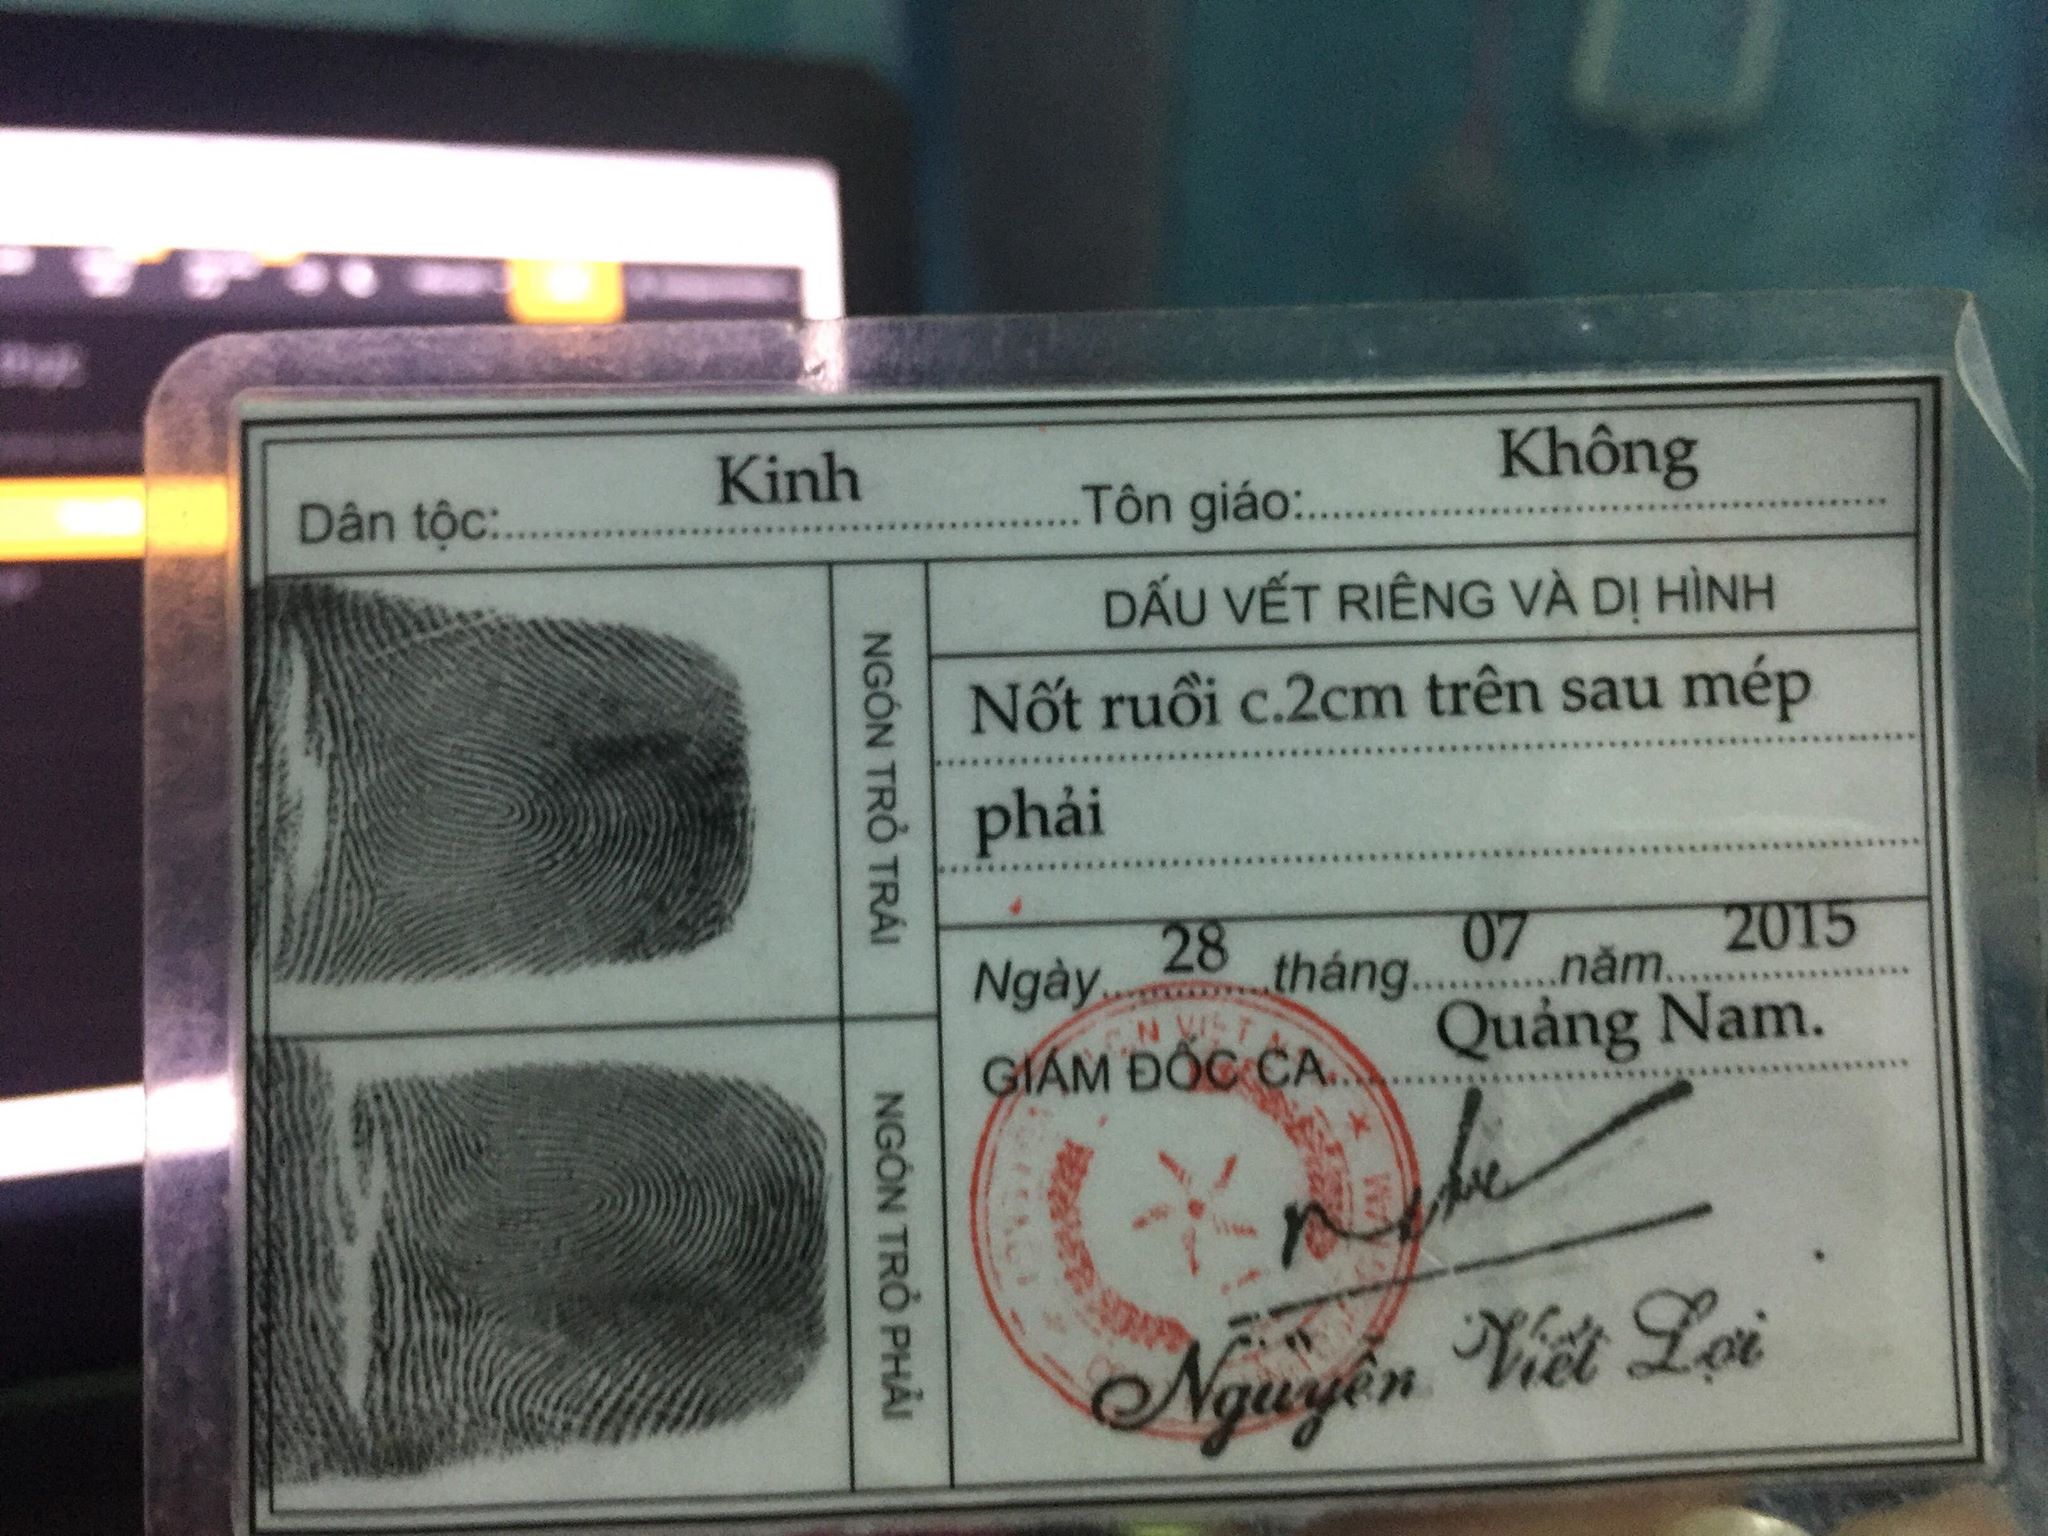 Dân tộc: Kinh Tôn giáo: Không
NGÓN TRỎ TRÁI
DẤU VẾT RIÊNG VÀ DỊ HÌNH
Nốt ruồi c.2cm trên sau mép
phải
Ngày 28 tháng 07 năm 2015
GIÁM ĐỐC CA Quảng Nam.
NGÓN TRỎ PHẢI
Nguyễn Viết Lợi